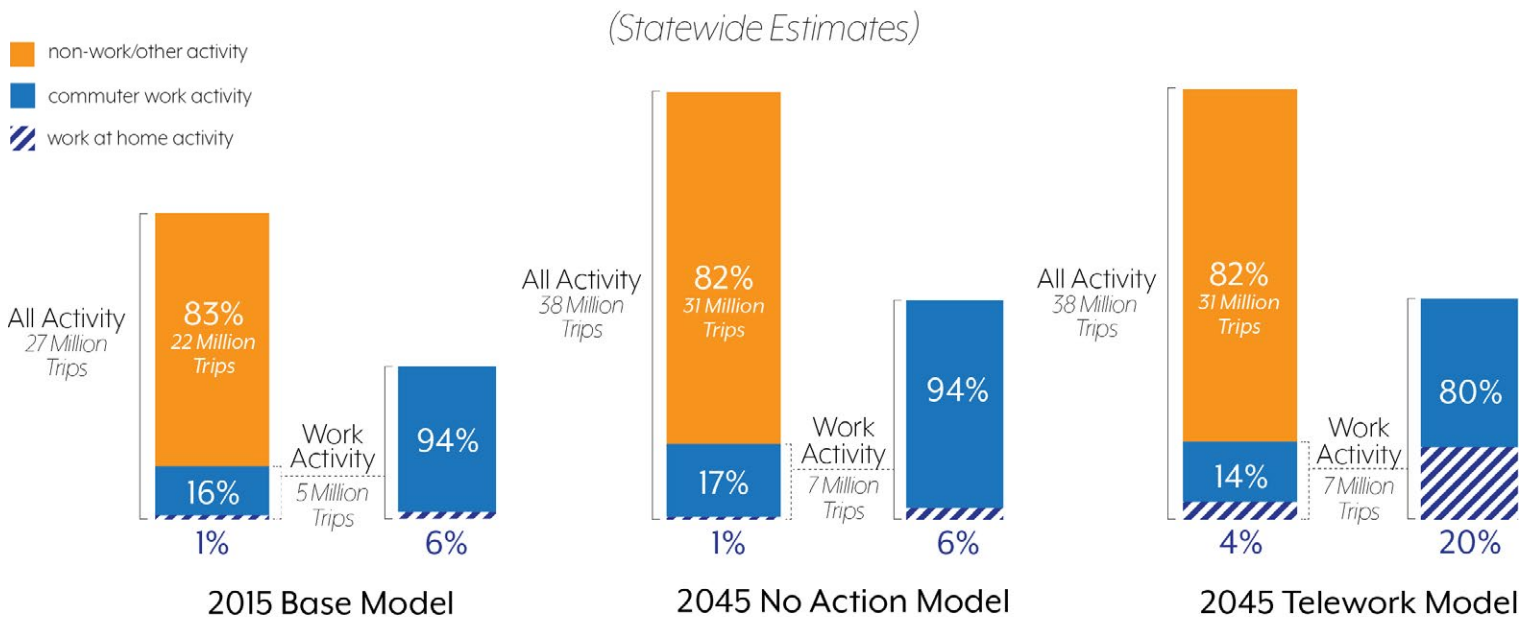 (Statewide Estimates)
non-work/other activity
commuter work activity
work at home activity
All Activity
27 Million
Trips
83%
22 Million
Trips
16%
1%
Work
Activity
5 Million
Trips
94%
6%
2015 Base Model
All Activity
38 Million
Trips
82%
31 Million
Trips
17%
1%
Work
Activity
7 Million
Trips
94%
6%
2045 No Action Model
All Activity
38 Million
Trips
82%
31 Million
Trips
14%
4%
Work
Activity
7 Million
Trips
80%
20%
2045 Telework Model